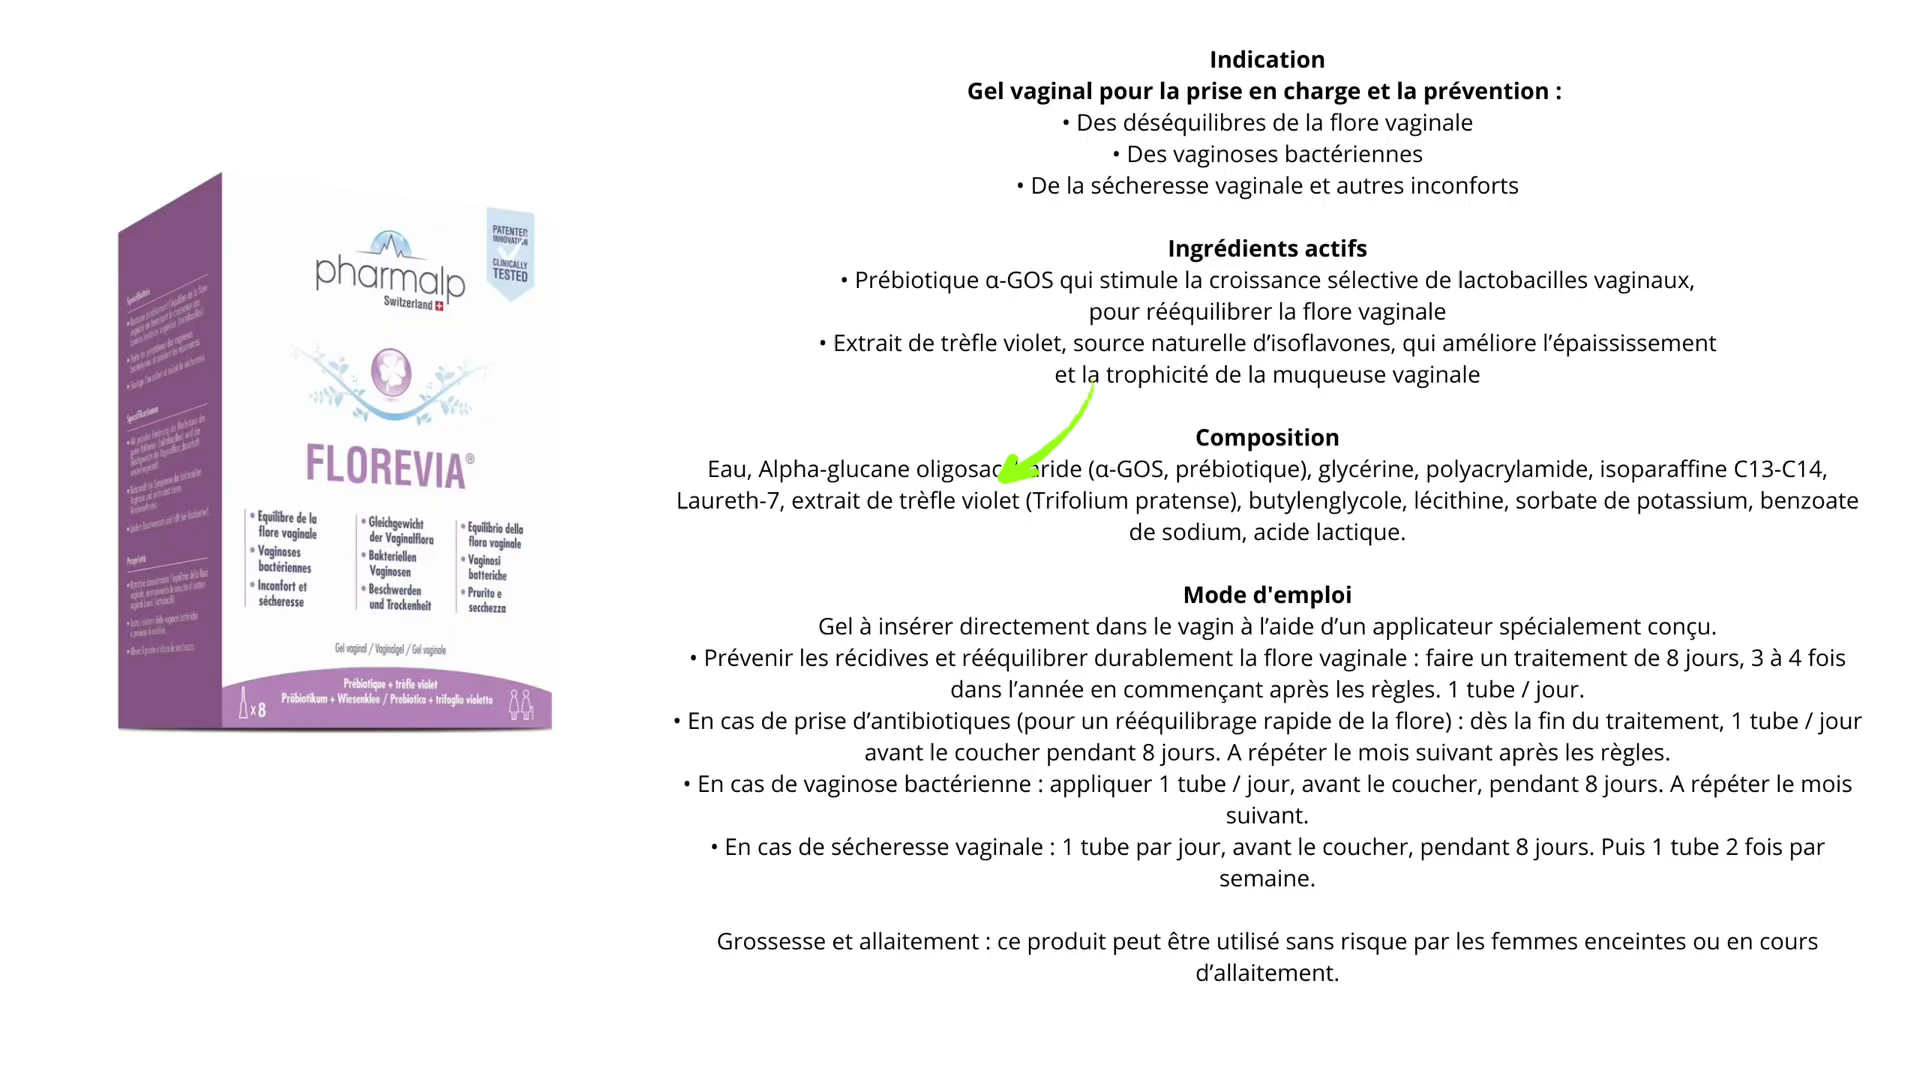 PATENTED
INNOVATION
CLINICALLY
TESTED
pharmalp
Switzerland
FLOREVIA®
• Equilibre de la
flore vaginale
• Vaginoses
bactériennes
• Inconfort et
sécheresse
• Gleichgewicht
der Vaginalflora
• Bakteriellen
Vaginosen
• Beschwerden
und Trockenheit
• Equilibrio della
flora vaginale
• Vaginosi
batteriche
• Prurito e
secchezza
Gel vaginal / Vaginalgel / Gel vaginale
Prébiotique + trèfle violet
Präbiotikum + Wiesenklee / Prebiotico + trifoglio violetto
x 8
Indication
Gel vaginal pour la prise en charge et la prévention :
• Des déséquilibres de la flore vaginale
• Des vaginoses bactériennes
• De la sécheresse vaginale et autres inconforts
Ingrédients actifs
• Prébiotique α-GOS qui stimule la croissance sélective de lactobacilles vaginaux,
pour rééquilibrer la flore vaginale
• Extrait de trèfle violet, source naturelle d’isoflavones, qui améliore l’épaississement
et la trophicité de la muqueuse vaginale
Composition
Eau, Alpha-glucane (α-GOS, prébiotique), glycérine, polyacrylamide, isoparaffine C13-C14,
Laureth-7, extrait de trèfle violet (Trifolium pratense), butylenglycole, lécithine, sorbate de potassium, benzoate
de sodium, acide lactique.
Mode d'emploi
Gel à insérer directement dans le vagin à l’aide d’un applicateur spécialement conçu.
• Prévenir les récidives et rééquilibrer durablement la flore vaginale : faire un traitement de 8 jours, 3 à 4 fois
dans l’année en commençant après les règles. 1 tube / jour.
• En cas de prise d’antibiotiques (pour un rééquilibrage rapide de la flore) : dès la fin du traitement, 1 tube / jour
avant le coucher pendant 8 jours. A répéter le mois suivant après les règles.
• En cas de vaginose bactérienne : appliquer 1 tube / jour, avant le coucher, pendant 8 jours. A répéter le mois
suivant.
• En cas de sécheresse vaginale : 1 tube par jour, avant le coucher, pendant 8 jours. Puis 1 tube 2 fois par
semaine.
Grossesse et allaitement : ce produit peut être utilisé sans risque par les femmes enceintes ou en cours
d’allaitement.